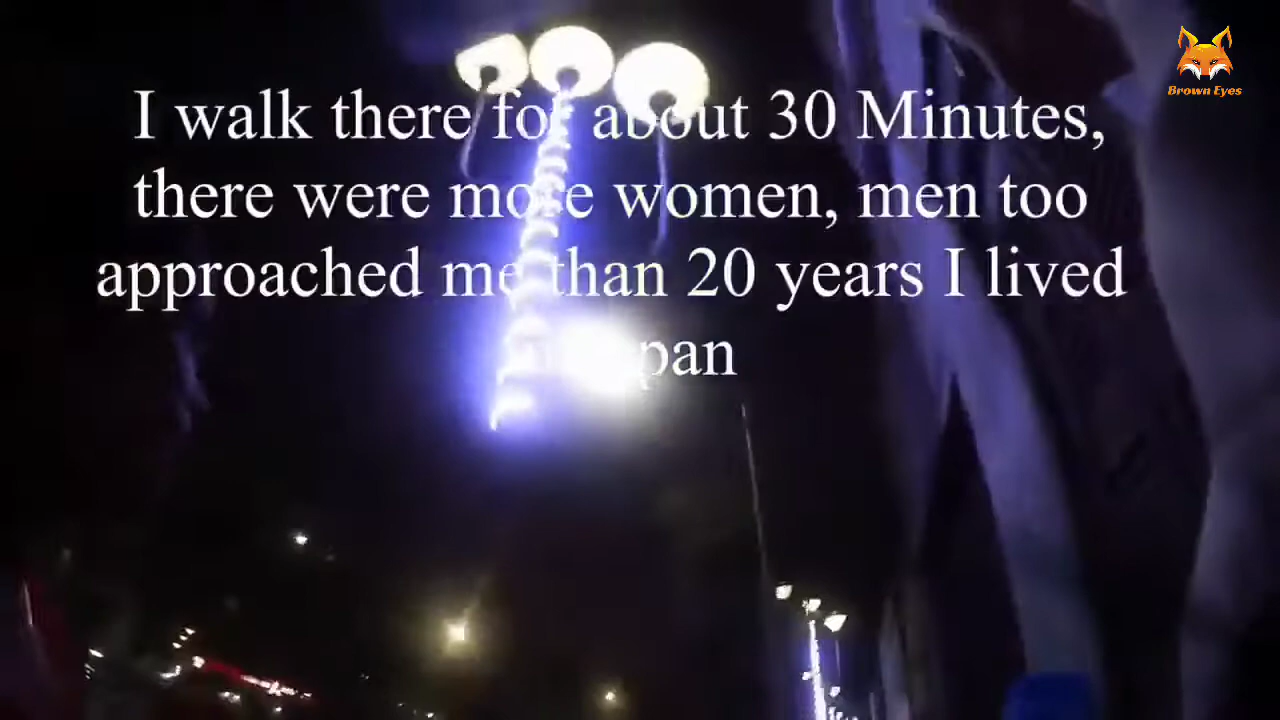 I walk there for about 30 Minutes,
there were more women, men too
approached me than 20 years I lived
pan
Brown Eyes